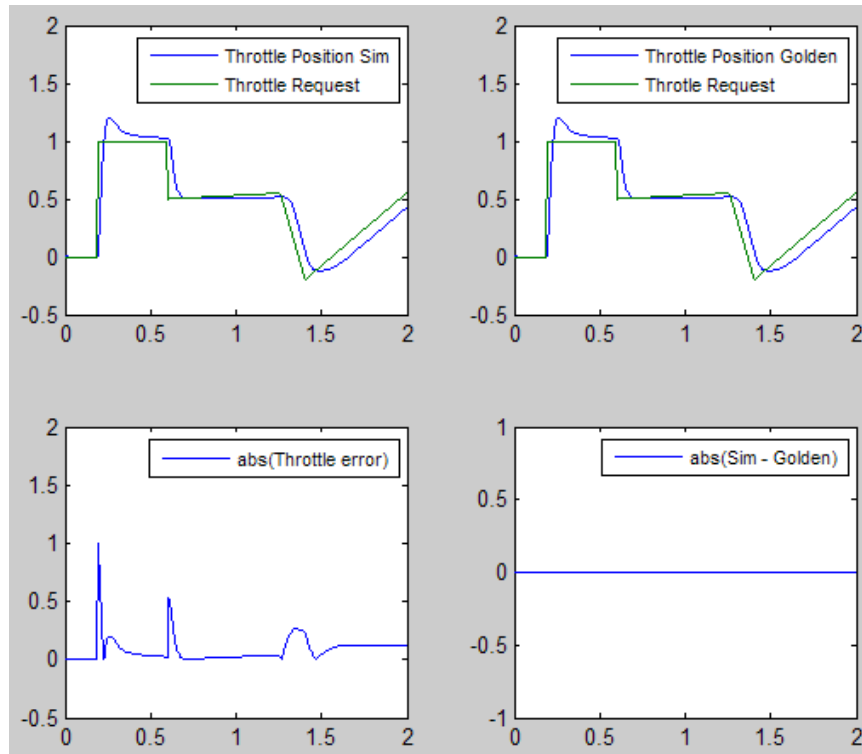 2
1.5
1
0.5
0
-0.5
0 0.5 1 1.5 2
Throttle Position Sim
Throttle Request
2
1.5
1
0.5
0
-0.5
0 0.5 1 1.5 2
Throttle Position Golden
Throtle Request
2
1.5
1
0.5
0
-0.5
0 0.5 1 1.5 2
abs(Throttle error)
1
0.5
0
-0.5
-1
0 0.5 1 1.5 2
abs(Sim - Golden)